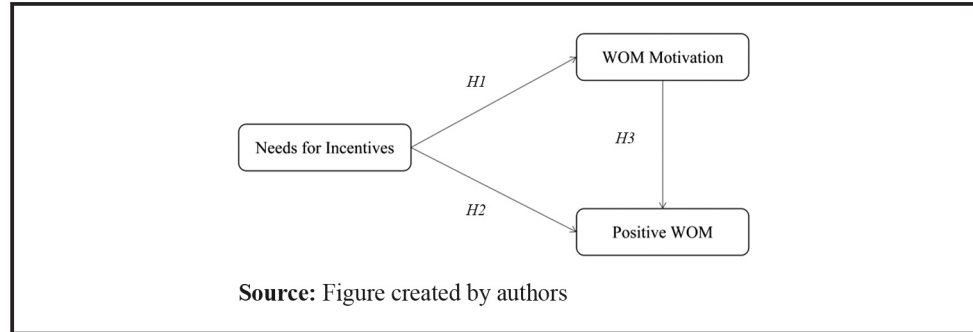 WOM Motivation
H1
Needs for Incentives
H3
H2
Positive WOM
Source: Figure created by authors